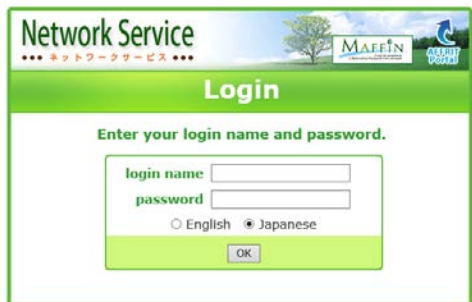 Network Service
ネットワークサービス
MAFFIN
AFFRIT
Portal
Login
Enter your login name and password.
login name
password
English
Japanese
OK